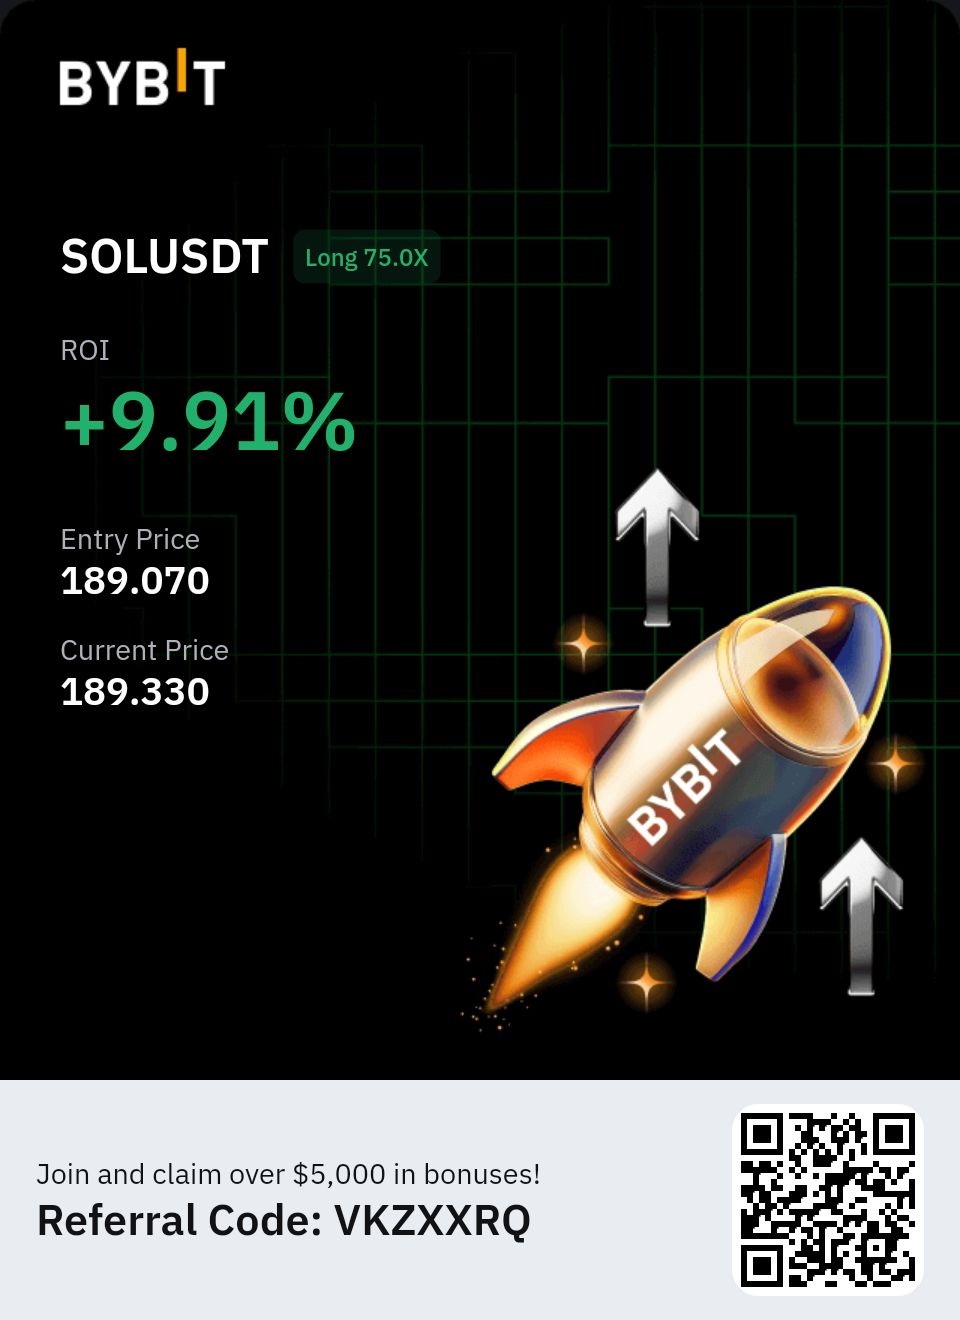 BYBIT
SOLUSDT Long 75.0X
ROI
+9.91%
Entry Price
189.070
Current Price
189.330
BYBIT
Join and claim over $5,000 in bonuses!
Referral Code: VKZXXRQ